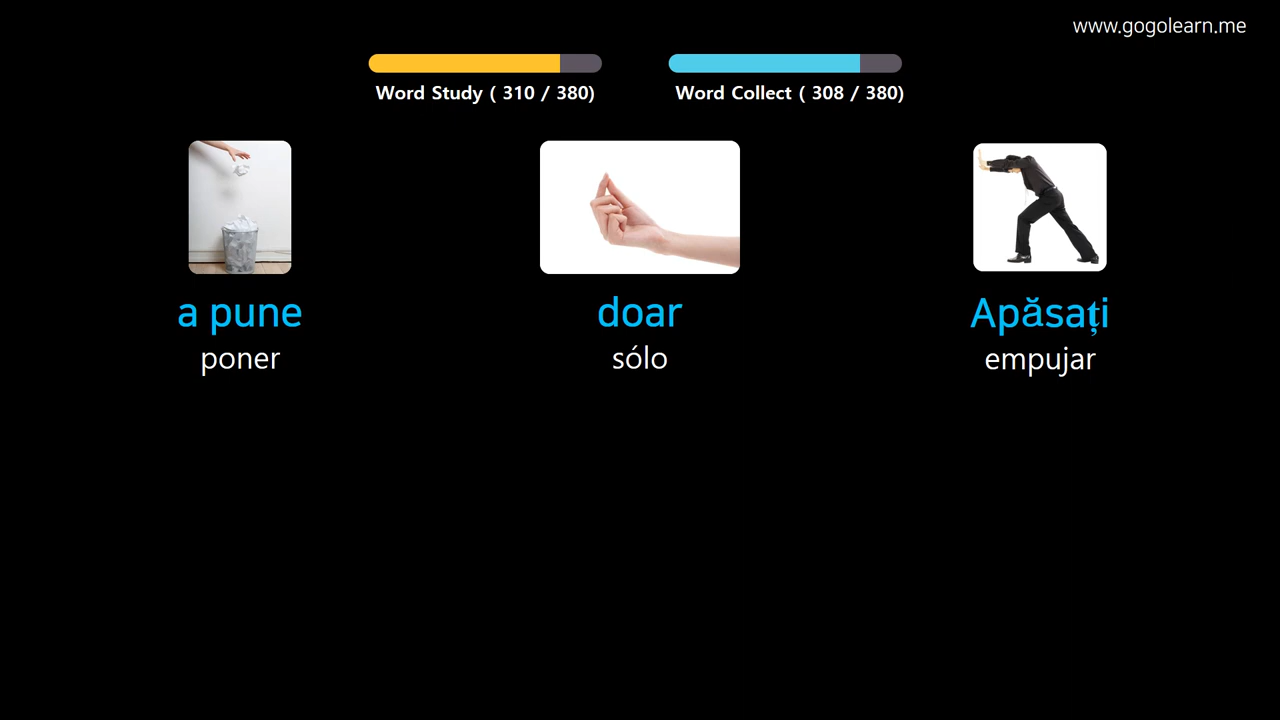 www.gogolearn.me
Word Study ( 310 / 380)
Word Collect ( 308 / 380)
a pune
doar
Apăsați
poner
sólo
empujar